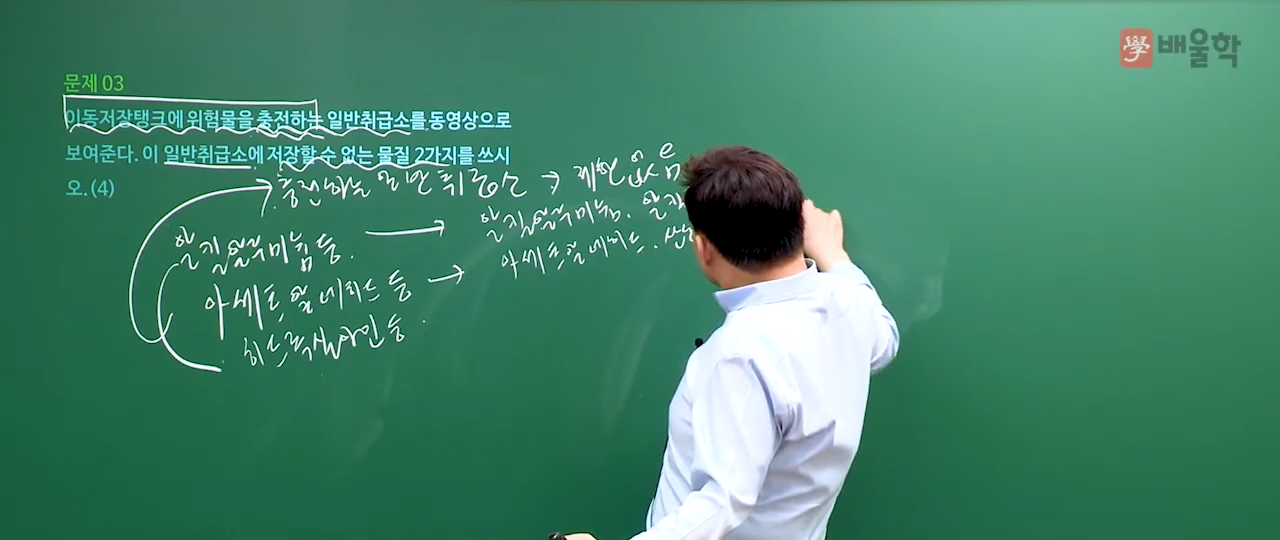 배울학
문제 03
이동저장탱크에 위험물을 충전하는 일반취급소를 동영상으로
보여준다. 이 일반취급소에 저장할 수 없는 물질 2가지를 쓰시
오. (4)
충전하는 일반취급소 → 제한없음
알킬알루미늄등. → 알킬알루미늄. 알킬
아세트알데히드등 → 아세트알데히드. 산화
히드록실아민등.